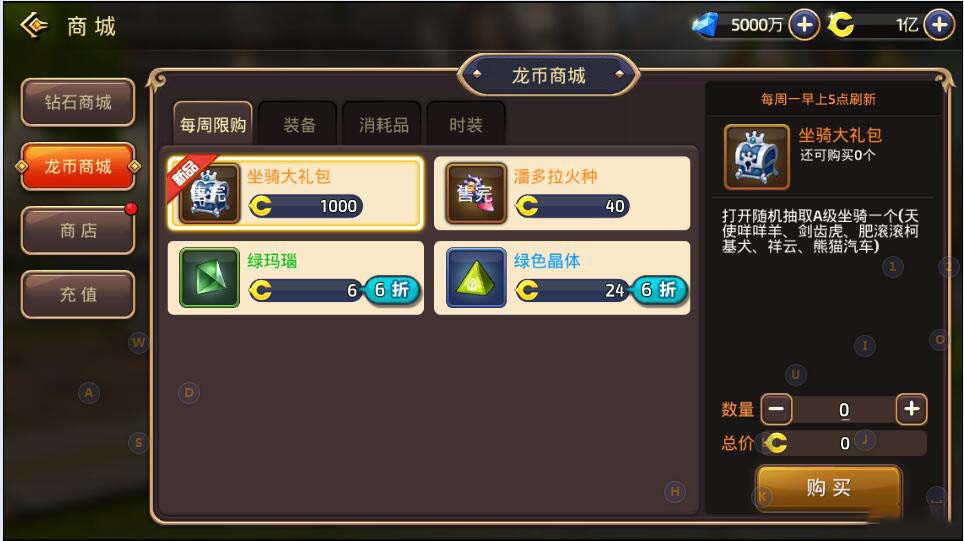 商城
5000万
1亿
钻石商城
龙币商城
商店
充值
龙币商城
每周限购
装备
消耗品
时装
新品
售完
坐骑大礼包
1000
售完
潘多拉火种
40
绿玛瑙
6
6折
绿色晶体
24
6折
每周一早上5点刷新
坐骑大礼包
还可购买0个
打开随机抽取A级坐骑一个(天
使咩咩羊、剑齿虎、肥滚滚柯
基犬、祥云、熊猫汽车)
1
2
W
A
D
S
I
O
U
数量
0
总价
0
J
H
K
购买